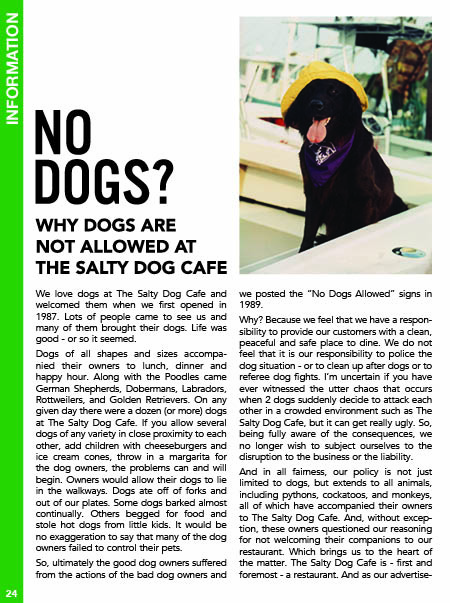 INFORMATION
NO
DOGS?
WHY DOGS ARE
NOT ALLOWED AT
THE SALTY DOG CAFE
We love dogs at The Salty Dog Cafe and
welcomed them when we first opened in
1987. Lots of people came to see us and
many of them brought their dogs. Life was
good - or so it seemed.
Dogs of all shapes and sizes accompa-
nied their owners to lunch, dinner and
happy hour. Along with the Poodles came
German Shepherds, Dobermans, Labradors,
Rottweilers, and Golden Retrievers. On any
given day there were a dozen (or more) dogs
at The Salty Dog Cafe. If you allow several
dogs of any variety in close proximity to each
other, add children with cheeseburgers and
ice cream cones, throw in a margarita for
the dog owners, the problems can and will
begin. Owners would allow their dogs to lie
in the walkways. Dogs ate off of forks and
out of our plates. Some dogs barked almost
continually. Others begged for food and
stole hot dogs from little kids. It would be
no exaggeration to say that many of the dog
owners failed to control their pets.
So, ultimately the good dog owners suffered
from the actions of the bad dog owners and
we posted the "No Dogs Allowed" signs in
1989.
Why? Because we feel that we have a respon-
sibility to provide our customers with a clean,
peaceful and safe place to dine. We do not
feel that it is our responsibility to police the
dog situation - or to clean up after dogs or to
referee dog fights. I'm uncertain if you have
ever witnessed the utter chaos that occurs
when 2 dogs suddenly decide to attack each
other in a crowded environment such as The
Salty Dog Cafe, but it can get really ugly. So,
being fully aware of the consequences, we
no longer wish to subject ourselves to the
disruption to the business or the liability.
And in all fairness, our policy is not just
limited to dogs, but extends to all animals,
including pythons, cockatoos, and monkeys,
all of which have accompanied their owners
to The Salty Dog Cafe. And, without excep-
tion, these owners questioned our reasoning
for not welcoming their companions to our
restaurant. Which brings us to the heart of
the matter. The Salty Dog Cafe is - first and
foremost - a restaurant. And as our advertise-
24